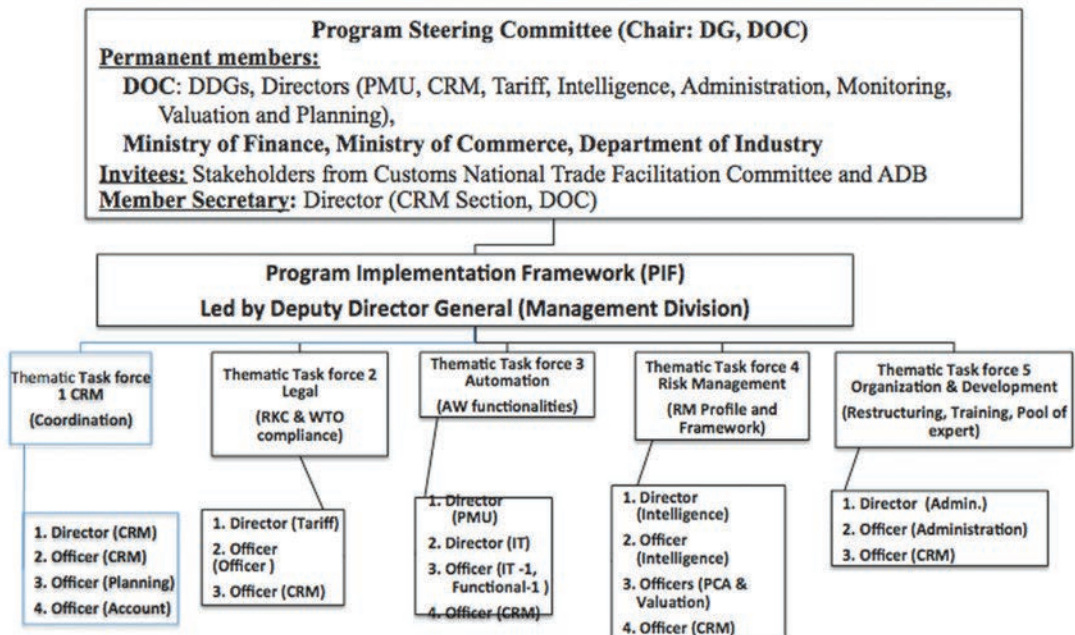 Program Steering Committee (Chair: DG, DOC)
Permanent members:
DOC: DDGs, Directors (PMU, CRM, Tariff, Intelligence, Administration, Monitoring,
Valuation and Planning),
Ministry of Finance, Ministry of Commerce, Department of Industry
Invitees: Stakeholders from Customs National Trade Facilitation Committee and ADB
Member Secretary: Director (CRM Section, DOC)
Program Implementation Framework (PIF)
Led by Deputy Director General (Management Division)
Thematic Task force
1 CRM
(Coordination)
Thematic Task force 2
Legal
(RKC & WTO
compliance)
Thematic Task force 3
Automation
(AW functionalities)
Thematic Task force 4
Risk Management
(RM Profile and
Framework)
Thematic Task force 5
Organization & Development
(Restructuring, Training, Pool of
expert)
1. Director (CRM)
2. Officer (CRM)
3. Officer (Planning)
4. Officer (Account)
1. Director (Tariff)
2. Officer
(Officer )
3. Officer (CRM)
1. Director
(PMU)
2. Director (IT)
3. Officer (IT -1,
Functional-1 )
4. Officer (CRM)
1. Director
(Intelligence)
2. Officer
(Intelligence)
3. Officers (PCA &
Valuation)
4. Officer (CRM)
1. Director (Admin.)
2. Officer (Administration)
3. Officer (CRM)